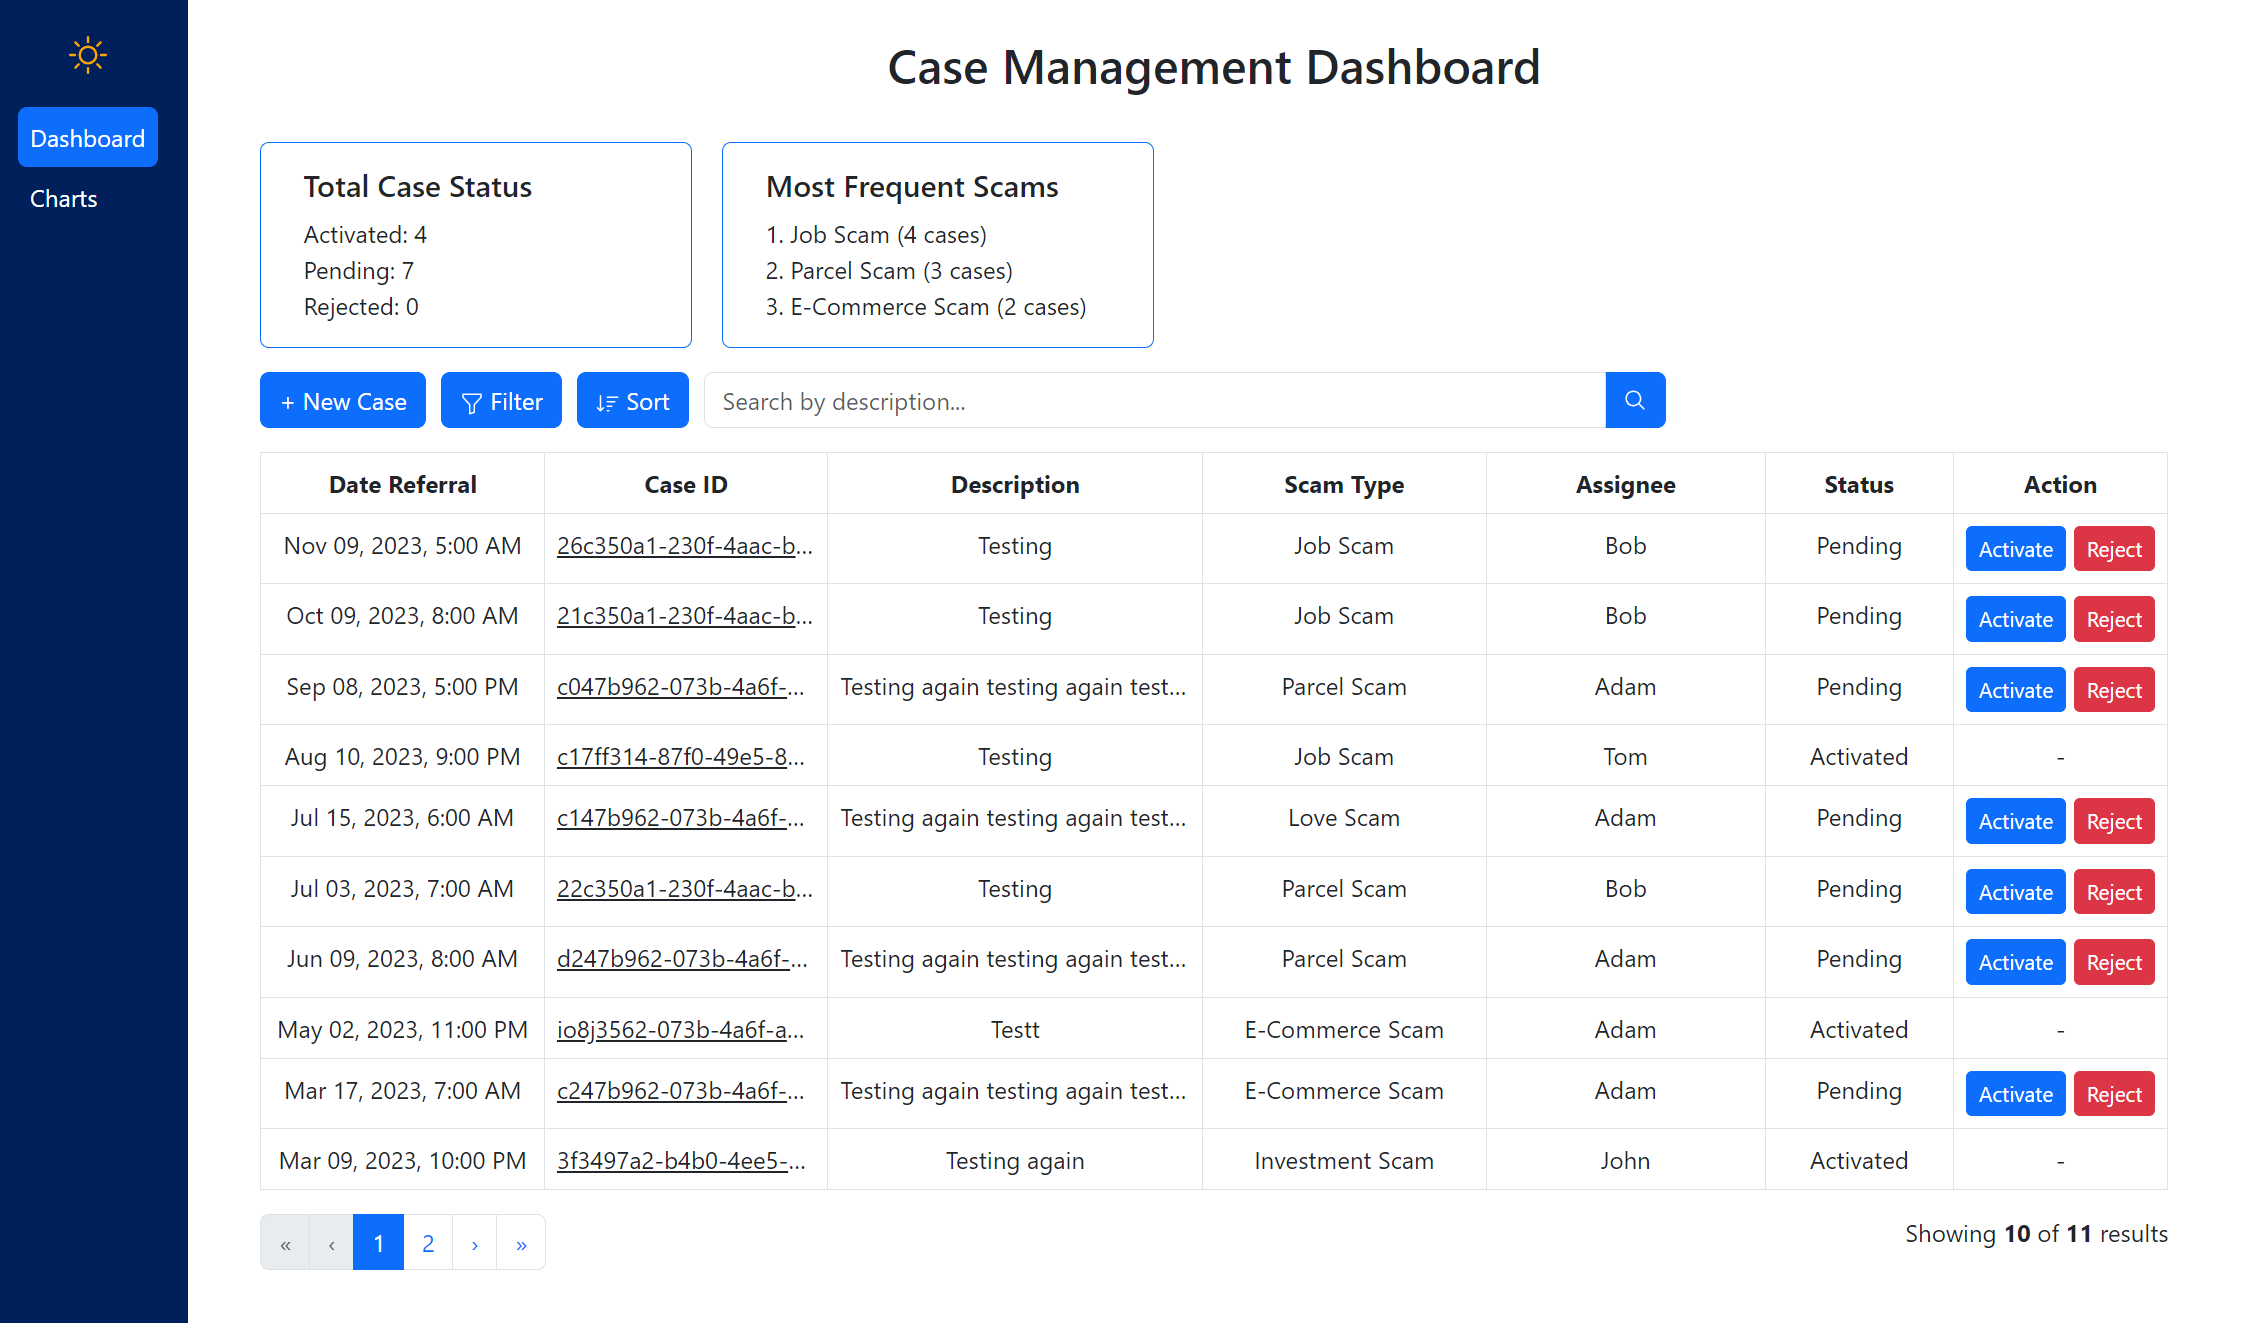 Case Management Dashboard
Dashboard
Charts
Total Case Status
Activated: 4
Pending: 7
Rejected: 0
Most Frequent Scams
1. Job Scam (4 cases)
2. Parcel Scam (3 cases)
3. E-Commerce Scam (2 cases)
+ New Case Filter Sort Search by description...
Date Referral Case ID Description Scam Type Assignee Status Action
Nov 09, 2023, 5:00 AM 26c350a1-230f-4aac-b... Testing Job Scam Bob Pending Activate Reject
Oct 09, 2023, 8:00 AM 21c350a1-230f-4aac-b... Testing Job Scam Bob Pending Activate Reject
Sep 08, 2023, 5:00 PM c047b962-073b-4a6f-... Testing again testing again test... Parcel Scam Adam Pending Activate Reject
Aug 10, 2023, 9:00 PM c17ff314-87f0-49e5-8... Testing Job Scam Tom Activated -
Jul 15, 2023, 6:00 AM c147b962-073b-4a6f-... Testing again testing again test... Love Scam Adam Pending Activate Reject
Jul 03, 2023, 7:00 AM 22c350a1-230f-4aac-b... Testing Parcel Scam Bob Pending Activate Reject
Jun 09, 2023, 8:00 AM d247b962-073b-4a6f-... Testing again testing again test... Parcel Scam Adam Pending Activate Reject
May 02, 2023, 11:00 PM io8j3562-073b-4a6f-a... Testt E-Commerce Scam Adam Activated -
Mar 17, 2023, 7:00 AM c247b962-073b-4a6f-... Testing again testing again test... E-Commerce Scam Adam Pending Activate Reject
Mar 09, 2023, 10:00 PM 3f3497a2-b4b0-4ee5-... Testing again Investment Scam John Activated -
« ‹ 1 2 › »
Showing 10 of 11 results